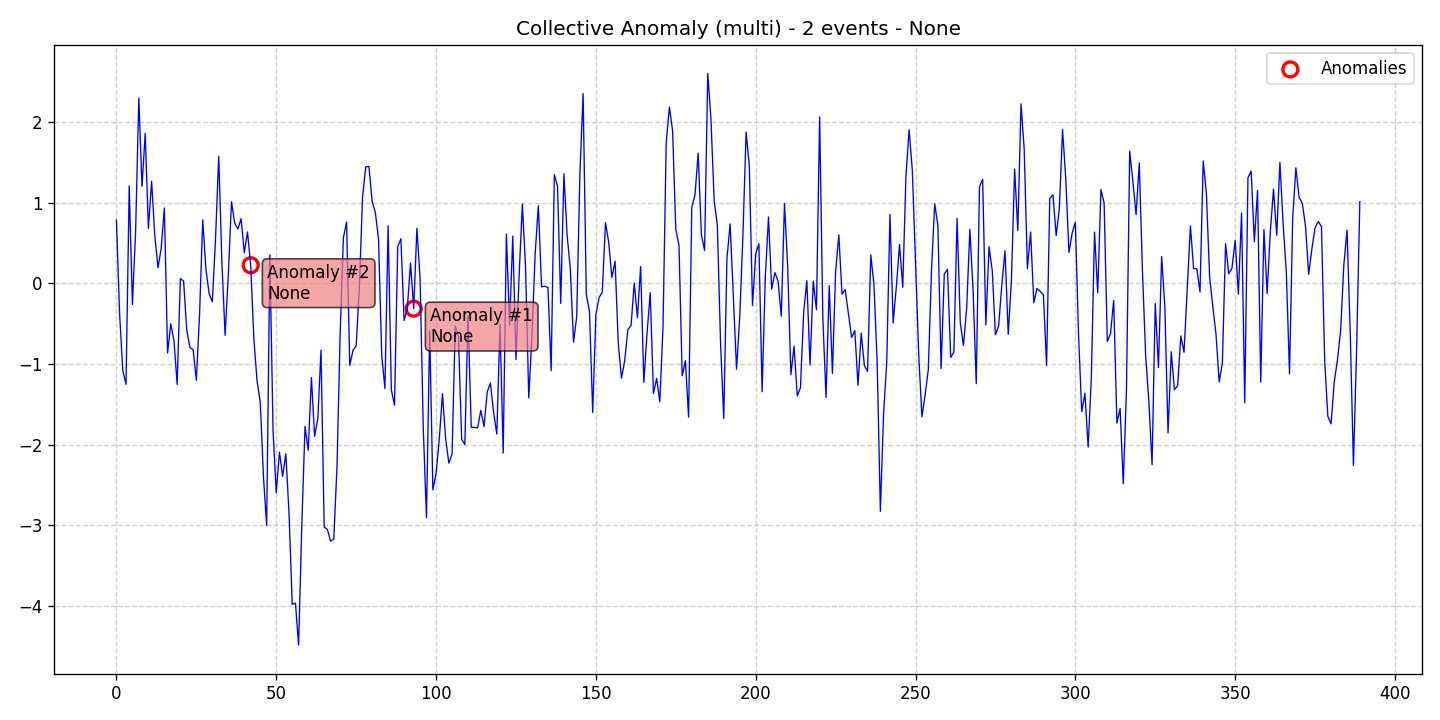 Collective Anomaly (multi) - 2 events - None
Anomalies
2
1
0
−1
−2
−3
−4
Anomaly #2
None
Anomaly #1
None
0 50 100 150 200 250 300 350 400